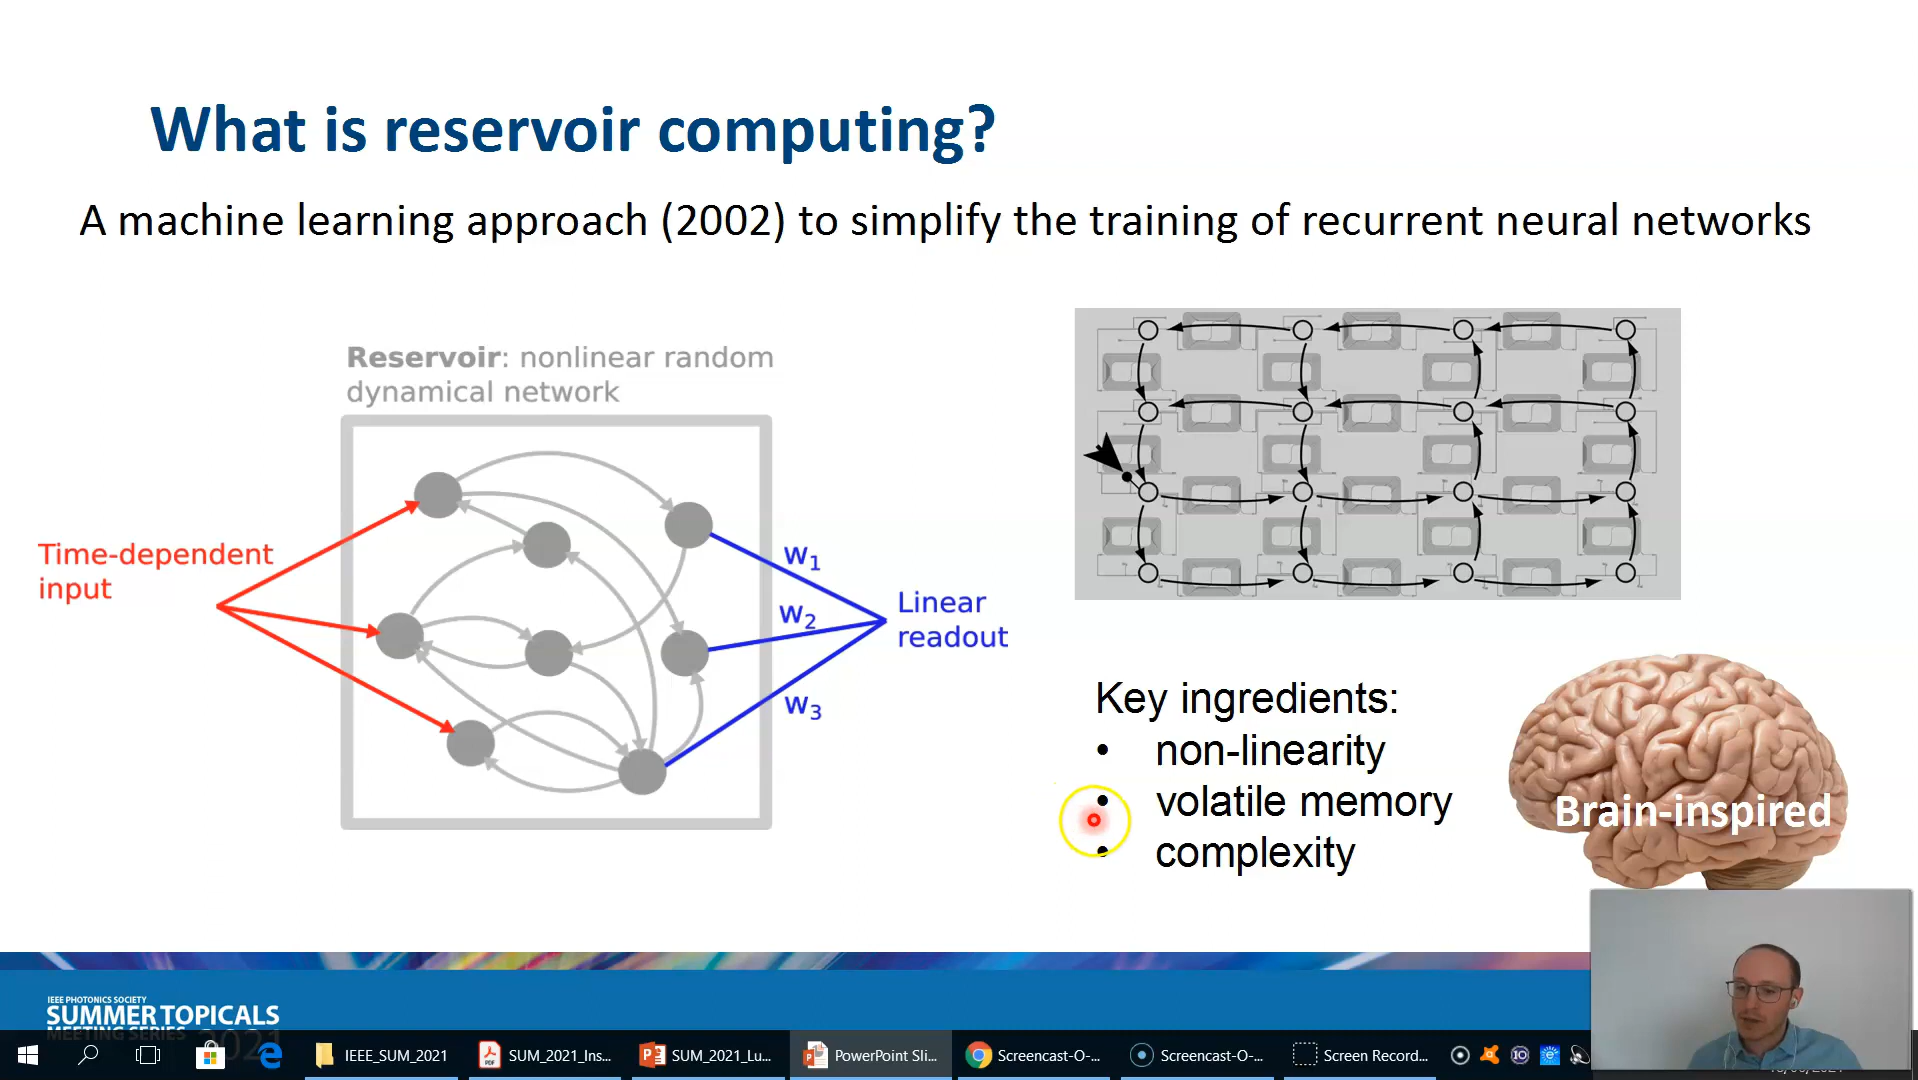 What is reservoir computing?
A machine learning approach (2002) to simplify the training of recurrent neural networks
Reservoir: nonlinear random
dynamical network
Time-dependent
input
w1
w2
w3
Linear
readout
Key ingredients:
• non-linearity
• volatile memory
• complexity
Brain-inspired
IEEE PHOTONICS SOCIETY
SUMMER TOPICALS
MEETING SERIES 2021
IEEE_SUM_2021
SUM_2021_Ins...
SUM_2021_Lu...
PowerPoint Sli...
Screencast-O-...
Screencast-O-...
Screen Record...